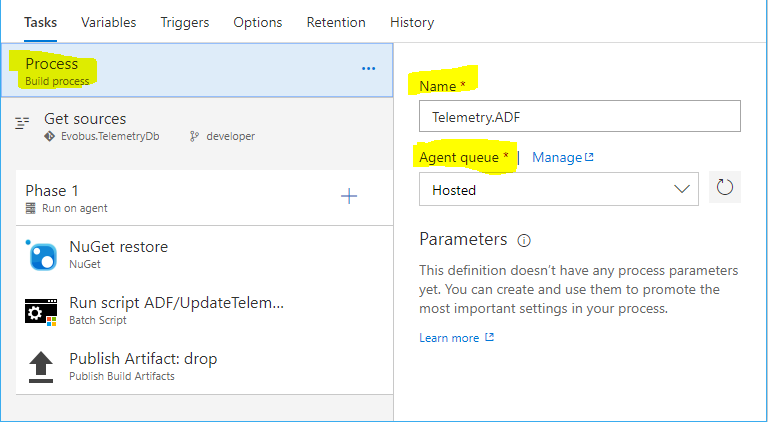 Tasks Variables Triggers Options Retention History
Process
Build process
...
Get sources
Evobus.TelemetryDb developer
Phase 1
Run on agent
NuGet restore
NuGet
Run script ADF/UpdateTelem...
Batch Script
Publish Artifact: drop
Publish Build Artifacts
Name *
Telemetry.ADF
Agent queue * | Manage
Hosted
Parameters
This definition doesn't have any process parameters
yet. You can create and use them to promote the
most important settings in your process.
Learn more